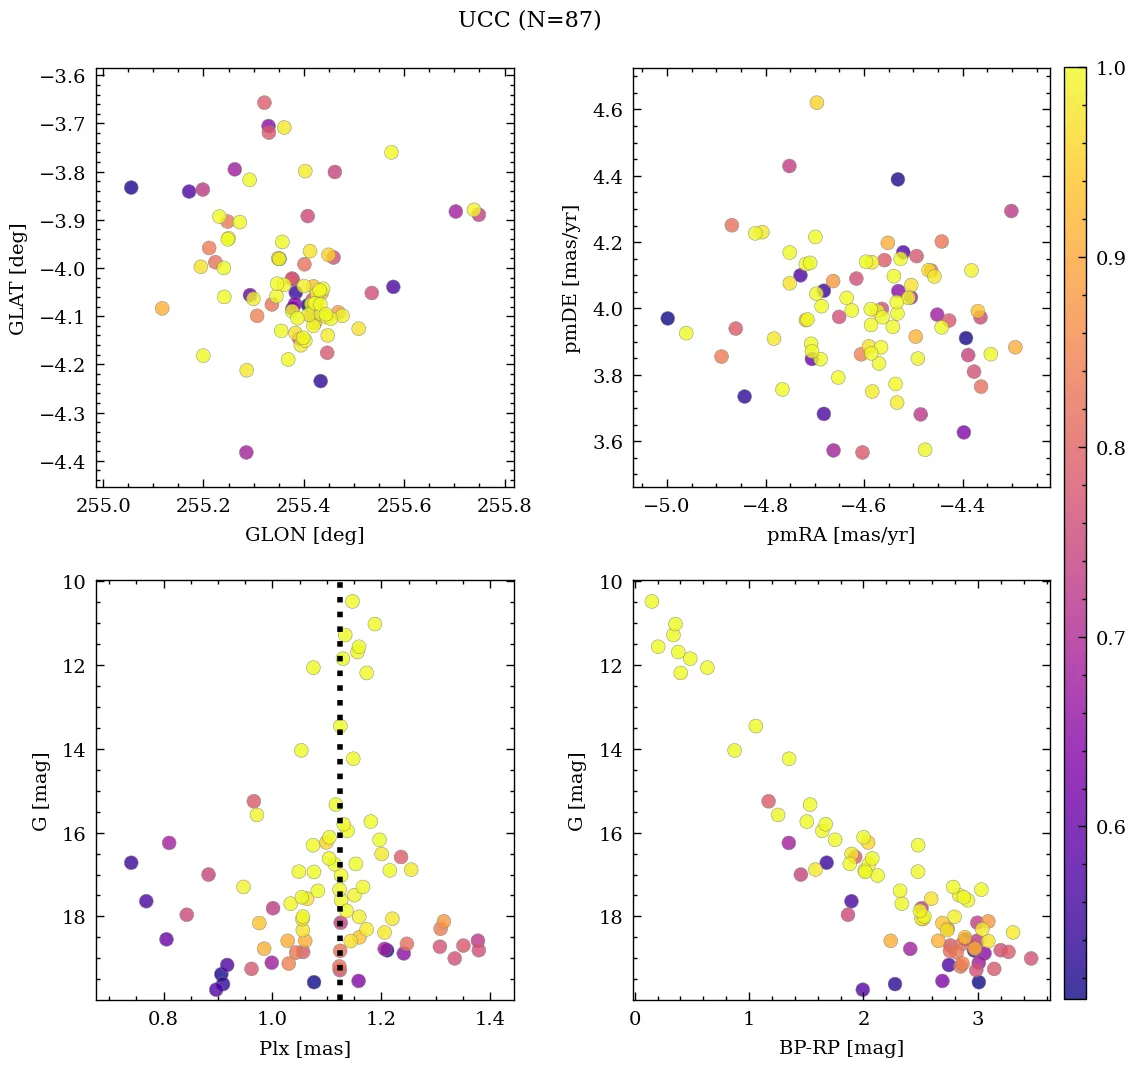 UCC (N=87)
−3.6
−3.7
−3.8
−3.9
−4.0
−4.1
−4.2
−4.3
−4.4
GLAT [deg]
255.0 255.2 255.4 255.6 255.8
GLON [deg]
4.6
4.4
4.2
4.0
3.8
3.6
pmDE [mas/yr]
−5.0 −4.8 −4.6 −4.4
pmRA [mas/yr]
1.0
0.9
0.8
0.7
0.6
10
12
14
16
18
G [mag]
0.8 1.0 1.2 1.4
Plx [mas]
10
12
14
16
18
G [mag]
0 1 2 3
BP-RP [mag]